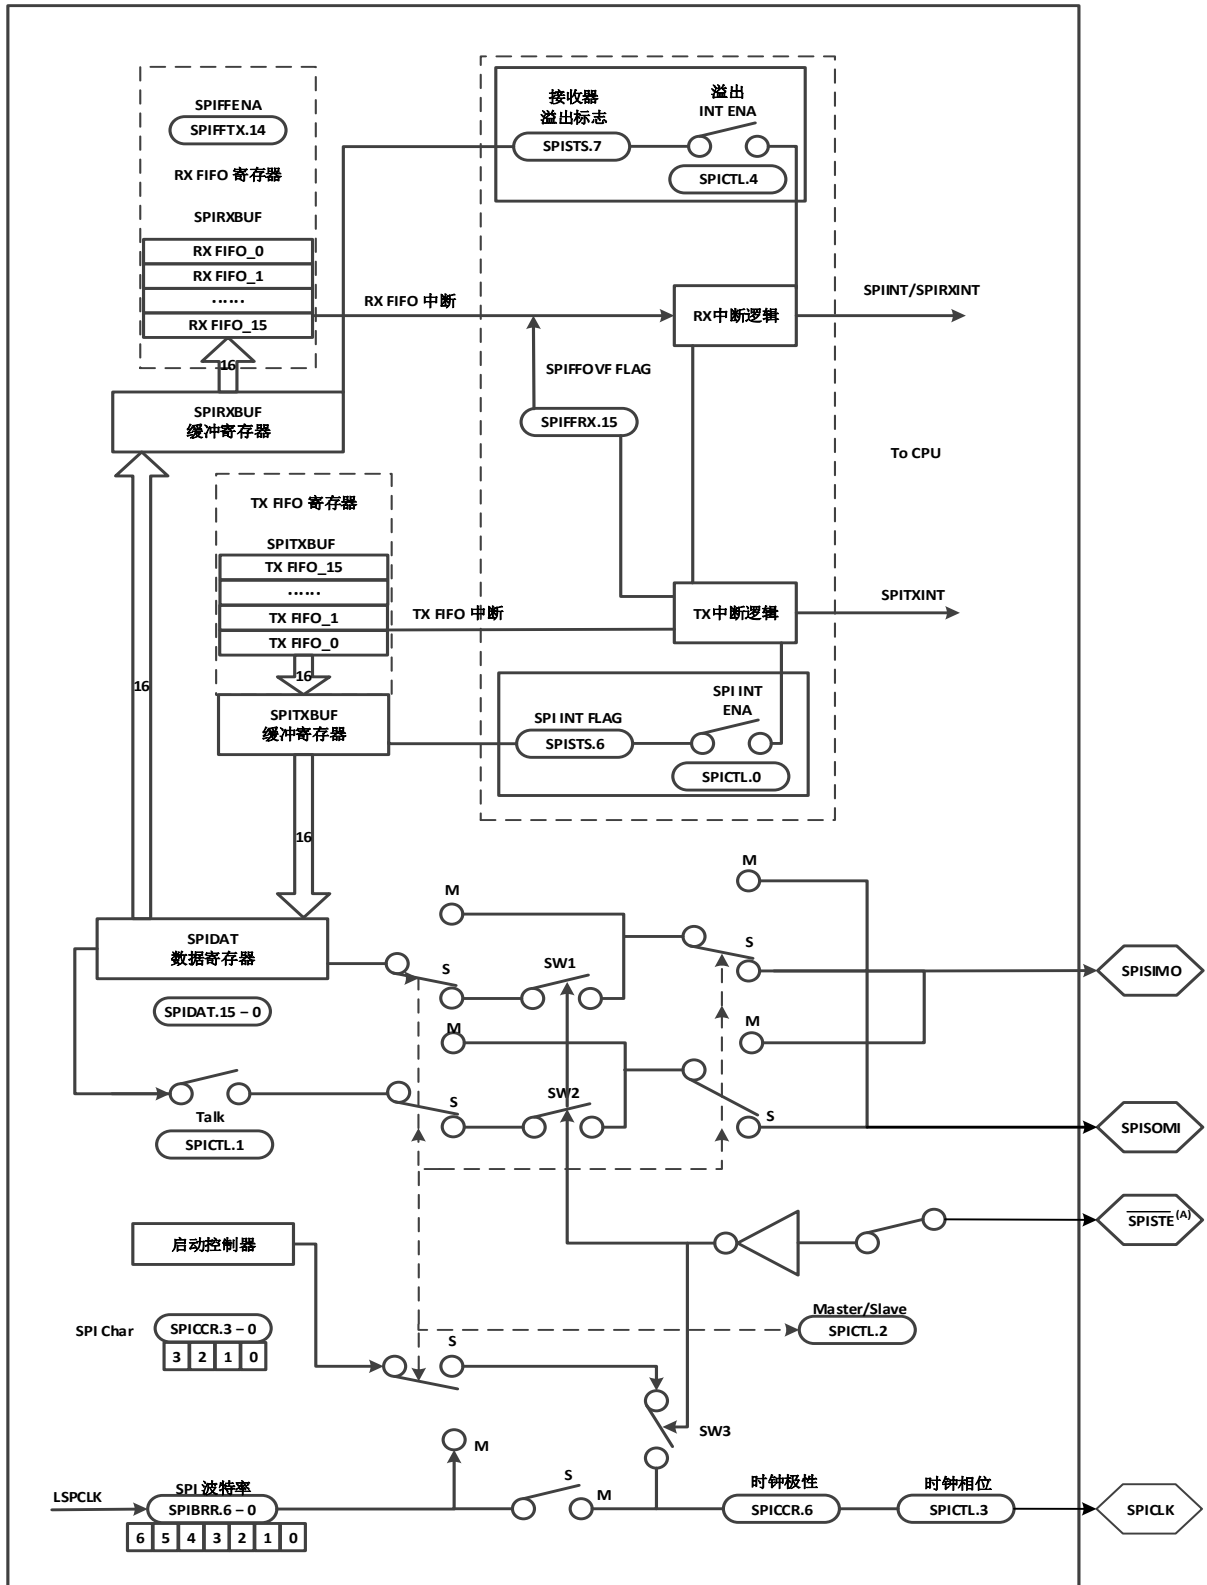 SPIFFENA
SPIFFTX.14
RX FIFO 寄存器
SPIRXBUF
RX FIFO_0
RX FIFO_1
······
RX FIFO_15
16
SPIRXBUF
缓冲寄存器
接收器
溢出标志
SPISTS.7
溢出
INT ENA
SPICTL.4
RX FIFO 中断
RX中断逻辑
SPIINT/SPIRXINT
SPIFFOVF FLAG
SPIFFRX.15
To CPU
TX FIFO 寄存器
SPITXBUF
TX FIFO_15
······
TX FIFO_1
TX FIFO_0
TX FIFO 中断
TX中断逻辑
SPITXINT
16
16
SPITXBUF
缓冲寄存器
SPI INT FLAG
SPISTS.6
SPI INT
ENA
SPICTL.0
16
M
M
SPIDAT
数据寄存器
S
SW1
S
SPISIMO
SPIDAT.15 – 0
M
M
Talk
SPICTL.1
S
SW2
S
SPISOMI
SPISTE(A)
启动控制器
Master/Slave
SPICTL.2
SPI Char
SPICCR.3 – 0
3 2 1 0
S
SW3
M
LSPCLK
SPI 波特率
SPIBRR.6 – 0
6 5 4 3 2 1 0
S
M
时钟极性
SPICCR.6
时钟相位
SPICTL.3
SPICLK